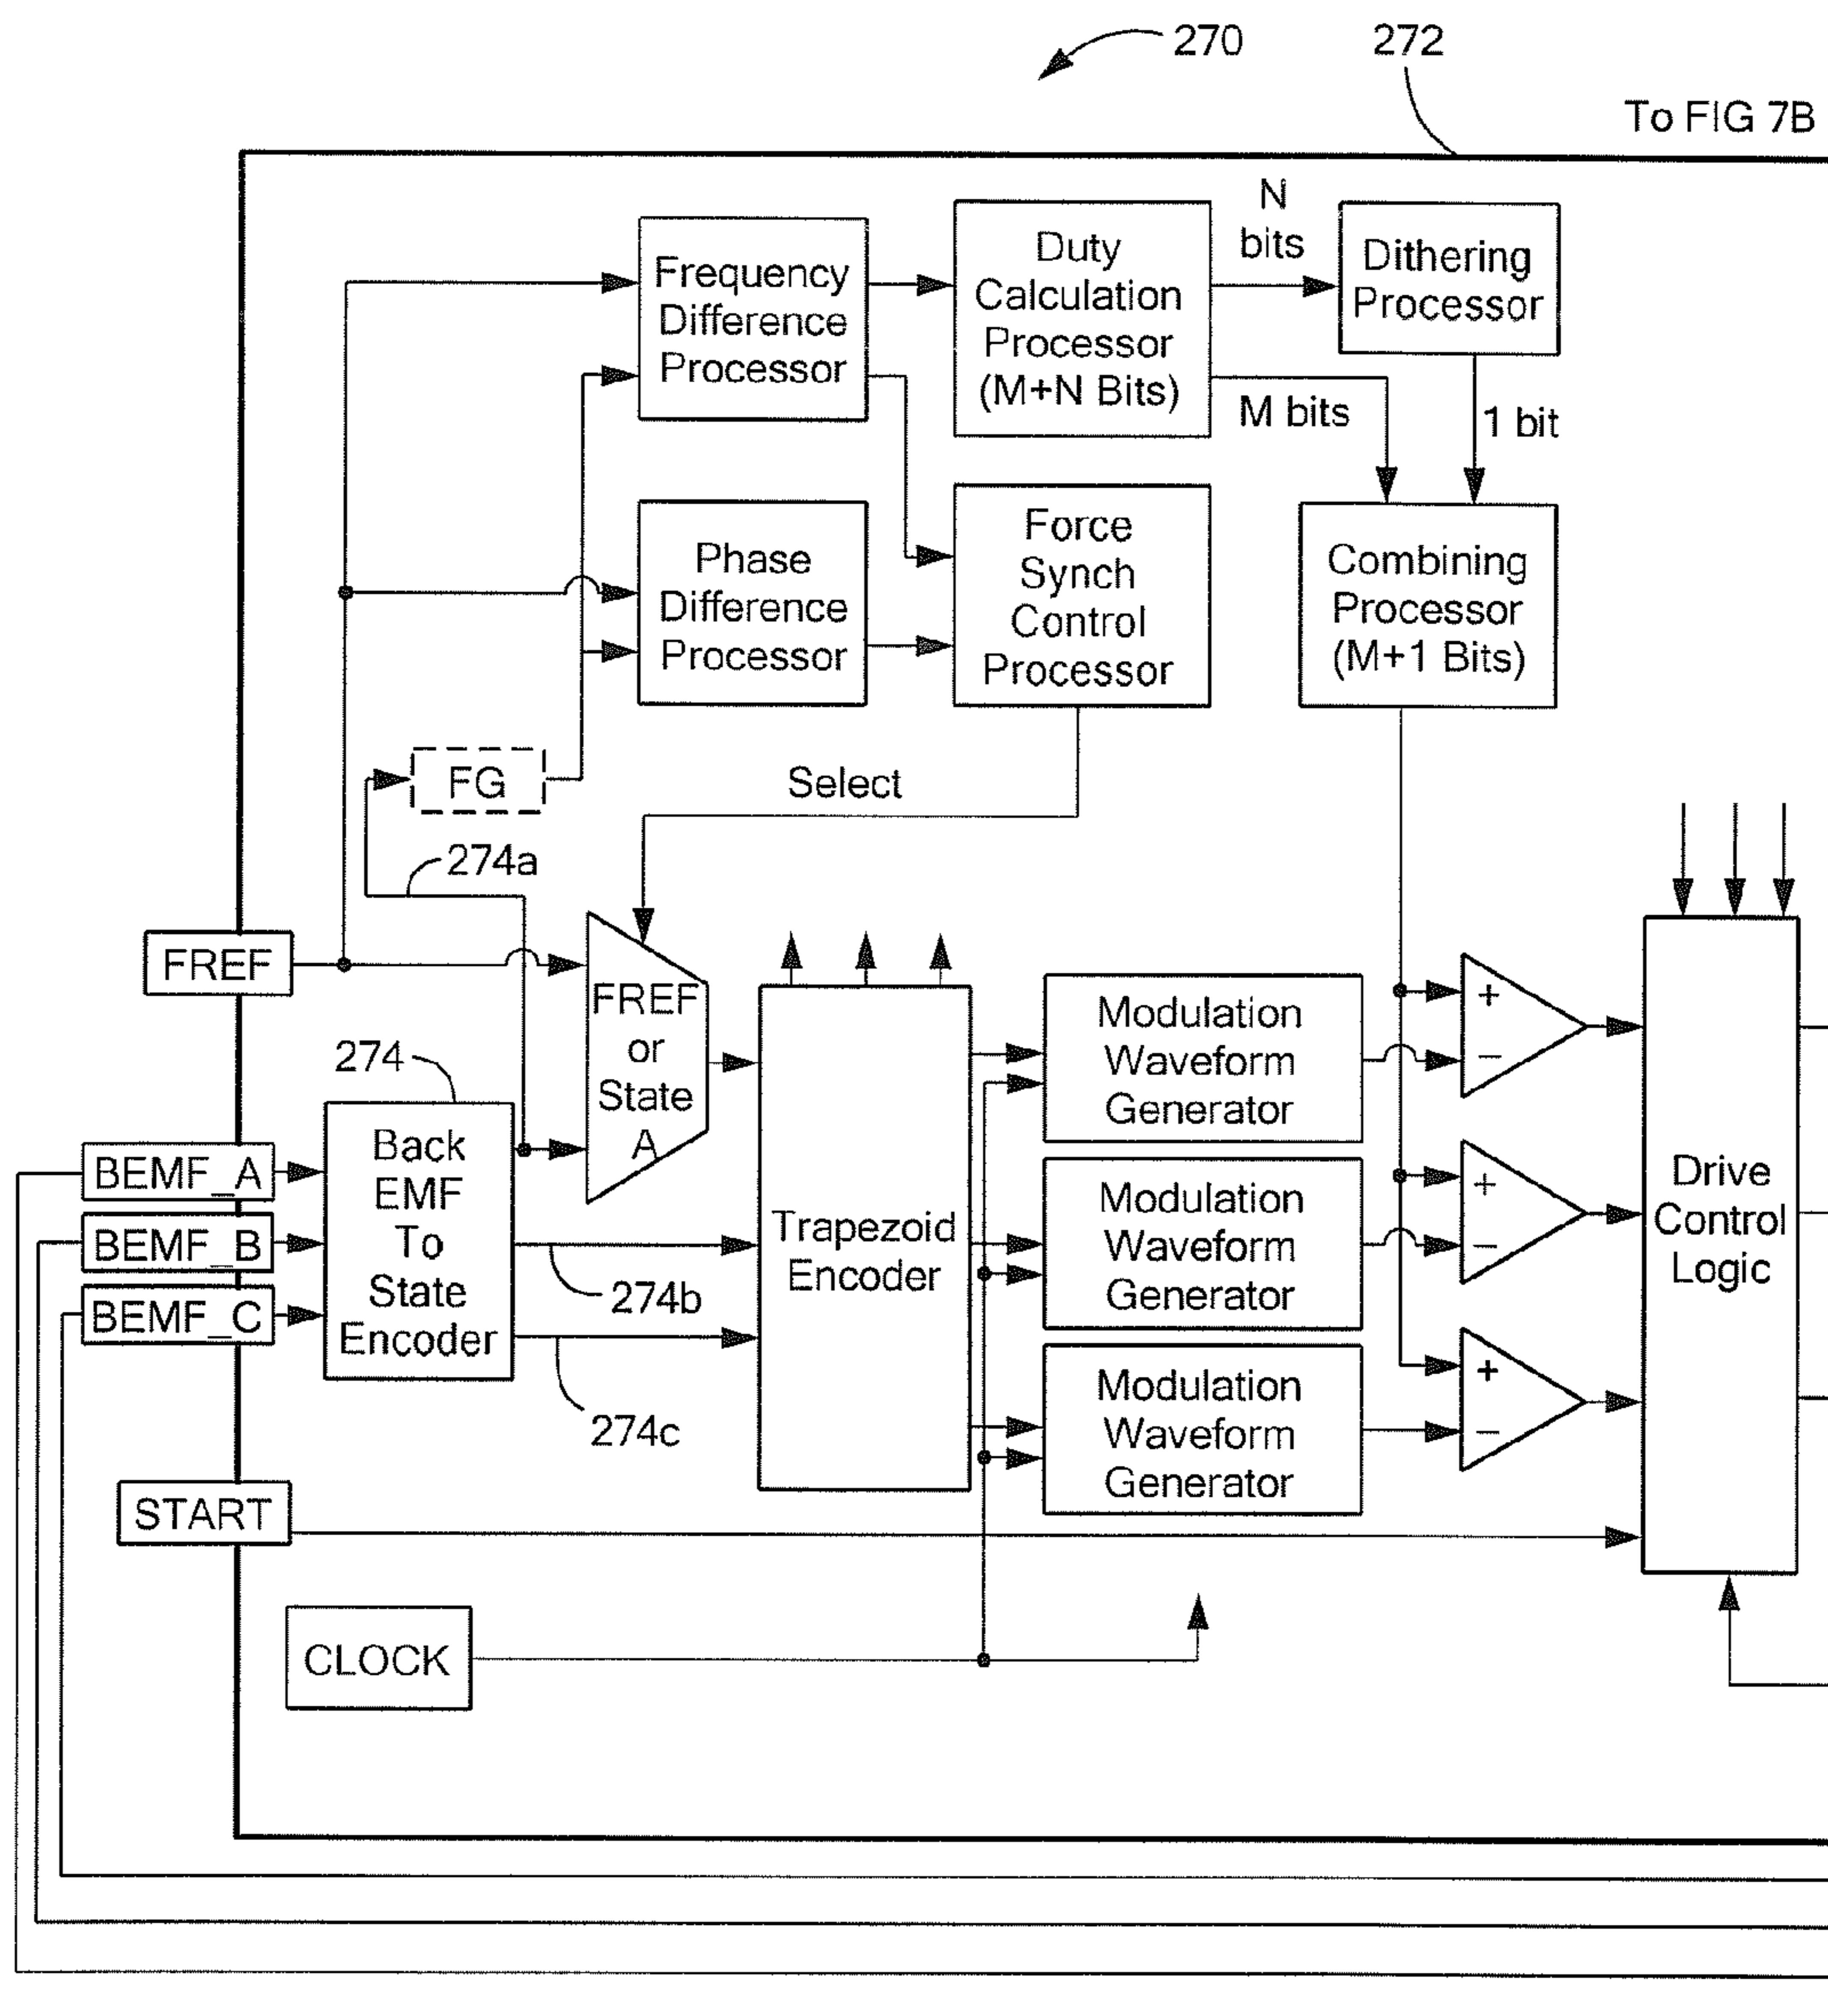 270
272
To FIG 7B
Frequency
Difference
Processor
Duty
Calculation
Processor
(M+N Bits)
N
bits
Dithering
Processor
M bits
1 bit
Phase
Difference
Processor
Force
Synch
Control
Processor
Combining
Processor
(M+1 Bits)
FG
Select
274a
FREF
FREF
or
State
A
274
Back
EMF
To
State
Encoder
BEMF_A
BEMF_B
BEMF_C
274b
274c
Trapezoid
Encoder
Modulation
Waveform
Generator
Modulation
Waveform
Generator
Modulation
Waveform
Generator
+
−
+
−
+
−
Drive
Control
Logic
START
CLOCK